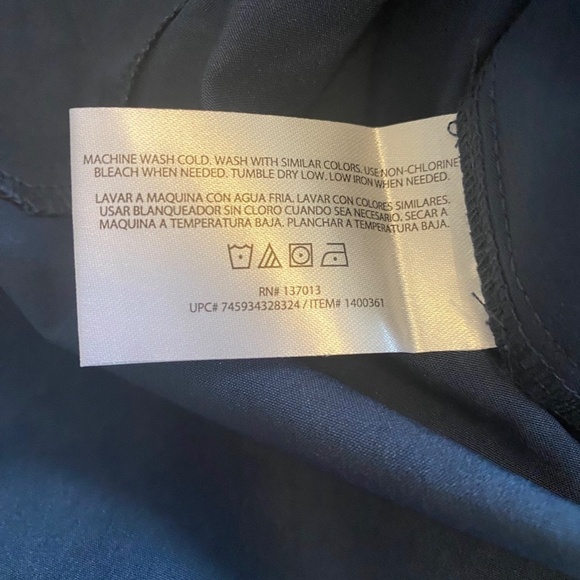 MACHINE WASH COLD. WASH WITH SIMILAR COLORS. USE NON-CHLORINE
BLEACH WHEN NEEDED. TUMBLE DRY LOW. LOW IRON WHEN NEEDED.
LAVAR A MAQUINA CON AGUA FRIA. LAVAR CON COLORES SIMILARES.
USAR BLANQUEADOR SIN CLORO CUANDO SEA NECESARIO. SECAR A
MAQUINA A TEMPERATURA BAJA. PLANCHAR A TEMPERATURA BAJA.
RN# 137013
UPC# 745934328324 / ITEM# 1400361